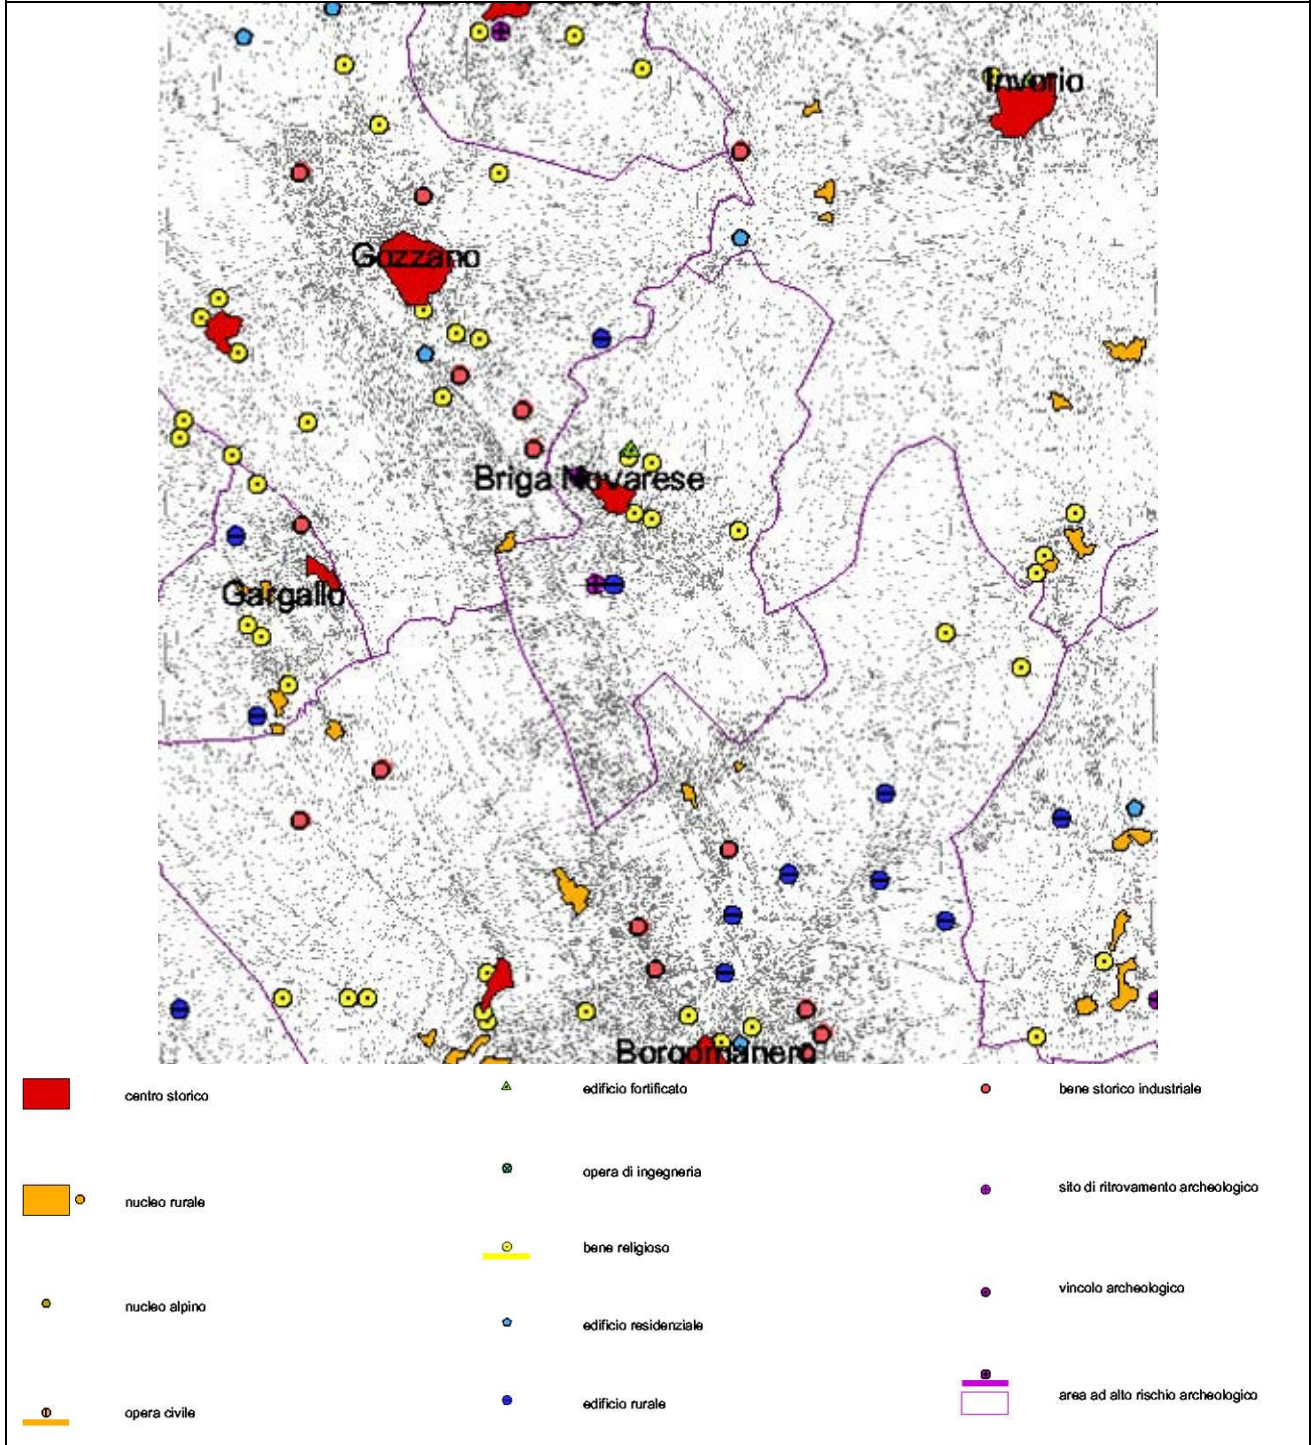 Inverio
Gozzano
Briga Novarese
Gargallo
Borgomanero
centro storico
edificio fortificato
bene storico industriale
opera di ingegneria
sito di ritrovamento archeologico
nucleo rurale
bene religioso
vincolo archeologico
nucleo alpino
edificio residenziale
area ad alto rischio archeologico
edificio rurale
opera civile